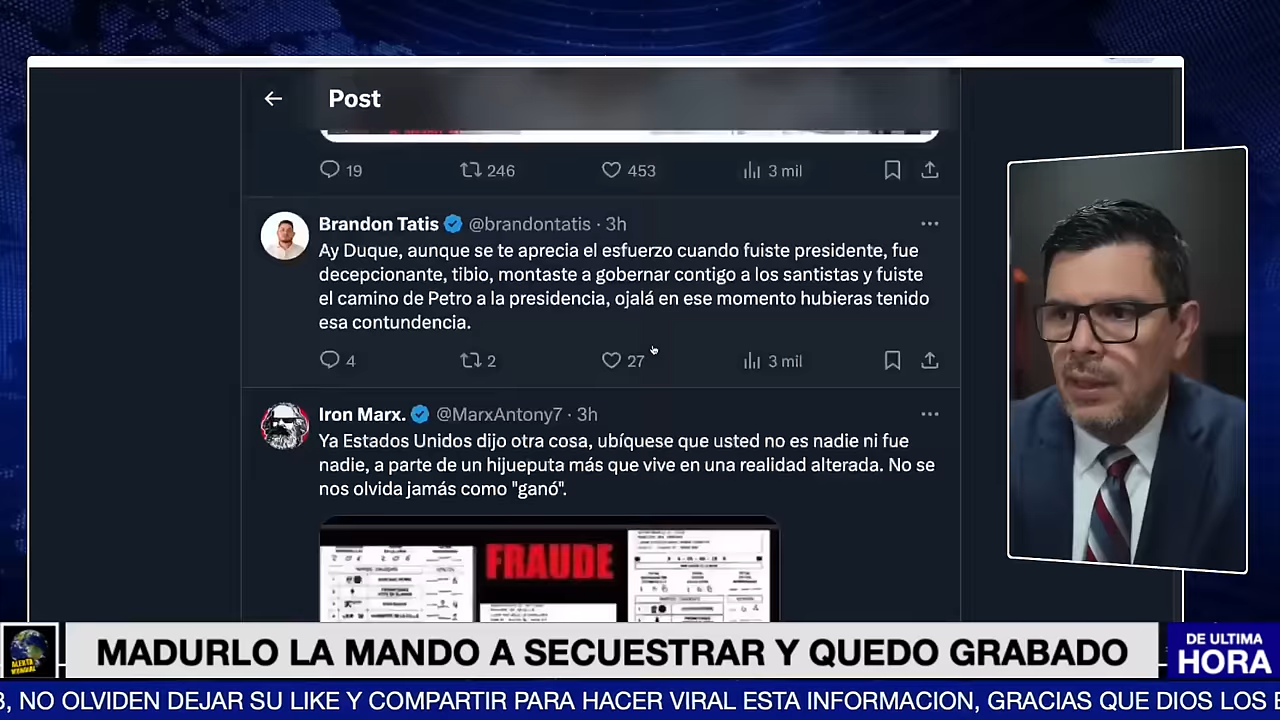 Post
19
246
453
3 mil
Brandon Tatis @brandontatis · 3h
Ay Duque, aunque se te aprecia el esfuerzo cuando fuiste presidente, fue
decepcionante, tibio, montaste a gobernar contigo a los santistas y fuiste
el camino de Petro a la presidencia, ojalá en ese momento hubieras tenido
esa contundencia.
4
2
27
3 mil
Iron Marx. @MarxAntony7 · 3h
Ya Estados Unidos dijo otra cosa, ubíquese que usted no es nadie ni fue
nadie, a parte de un hijueputa más que vive en una realidad alterada. No se
nos olvida jamás como "ganó".
FRAUDE
ALERTA
MUNDIAL
MADURLO LA MANDO A SECUESTRAR Y QUEDO GRABADO
DE ULTIMA
HORA
, NO OLVIDEN DEJAR SU LIKE Y COMPARTIR PARA HACER VIRAL ESTA INFORMACION, GRACIAS QUE DIOS LOS